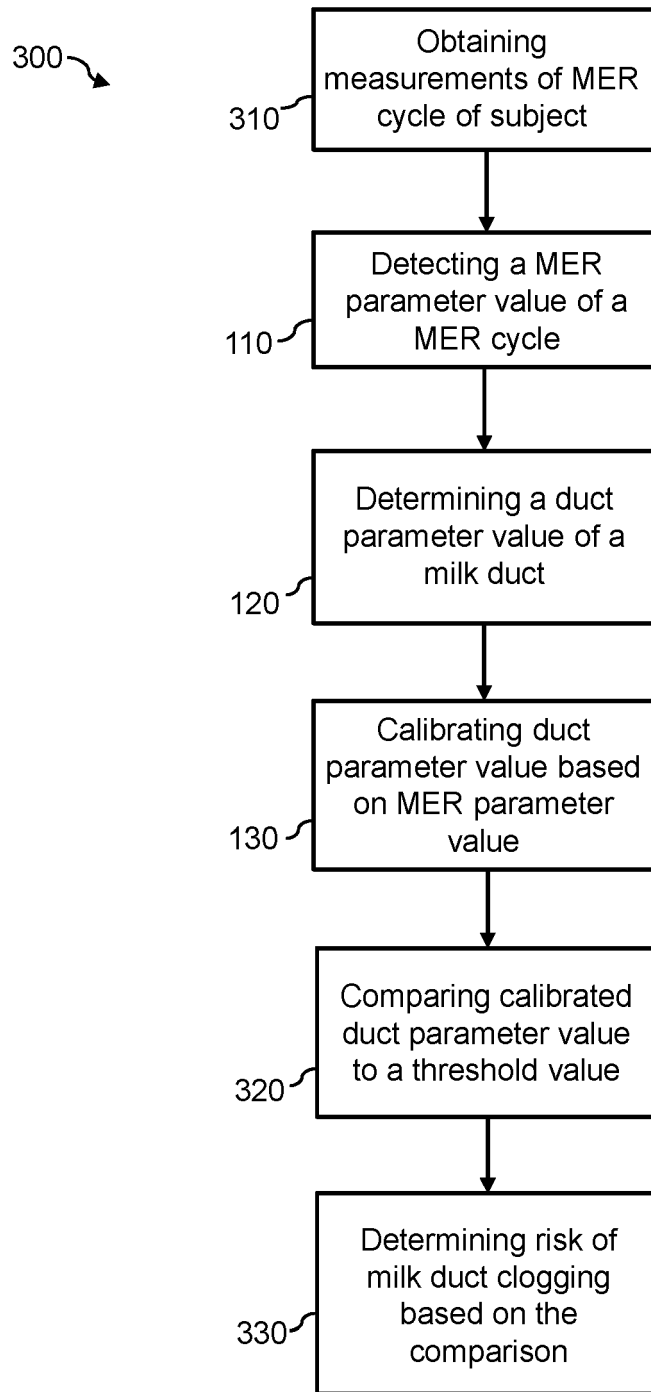 300
Obtaining
measurements of MER
cycle of subject
310
Detecting a MER
parameter value of a
MER cycle
110
Determining a duct
parameter value of a
milk duct
120
Calibrating duct
parameter value based
on MER parameter
value
130
Comparing calibrated
duct parameter value
to a threshold value
320
Determining risk of
milk duct clogging
based on the
comparison
330